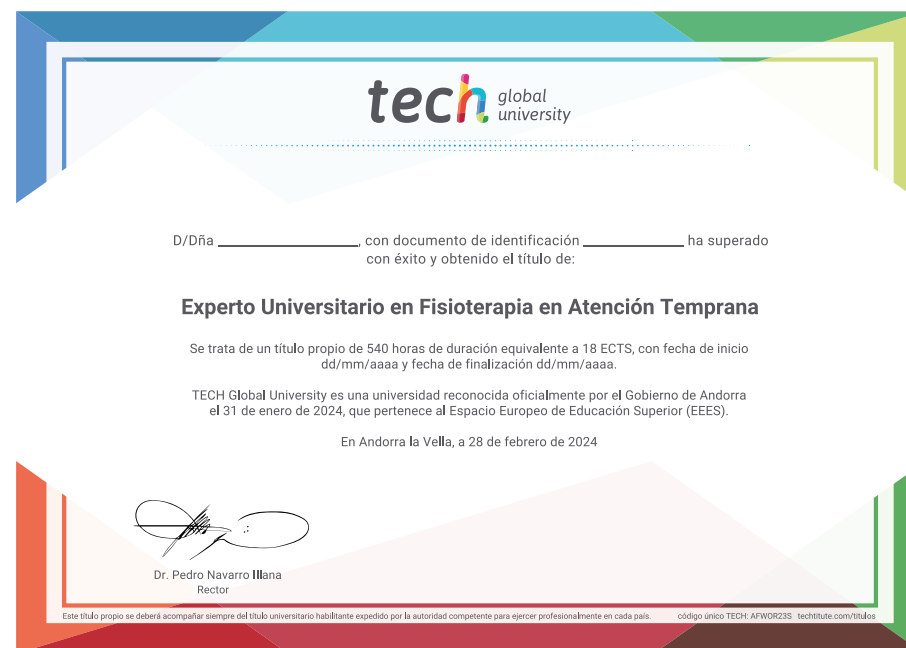 tech global university
D/Dña ____________________, con documento de identificación ______________ ha superado
con éxito y obtenido el título de:
Experto Universitario en Fisioterapia en Atención Temprana
Se trata de un título propio de 540 horas de duración equivalente a 18 ECTS, con fecha de inicio
dd/mm/aaaa y fecha de finalización dd/mm/aaaa.
TECH Global University es una universidad reconocida oficialmente por el Gobierno de Andorra
el 31 de enero de 2024, que pertenece al Espacio Europeo de Educación Superior (EEES).
En Andorra la Vella, a 28 de febrero de 2024
Dr. Pedro Navarro Illana
Rector
Este título propio se deberá acompañar siempre del título universitario habilitante expedido por la autoridad competente para ejercer profesionalmente en cada país. código único TECH: AFWOR23S techtitute.com/titulos